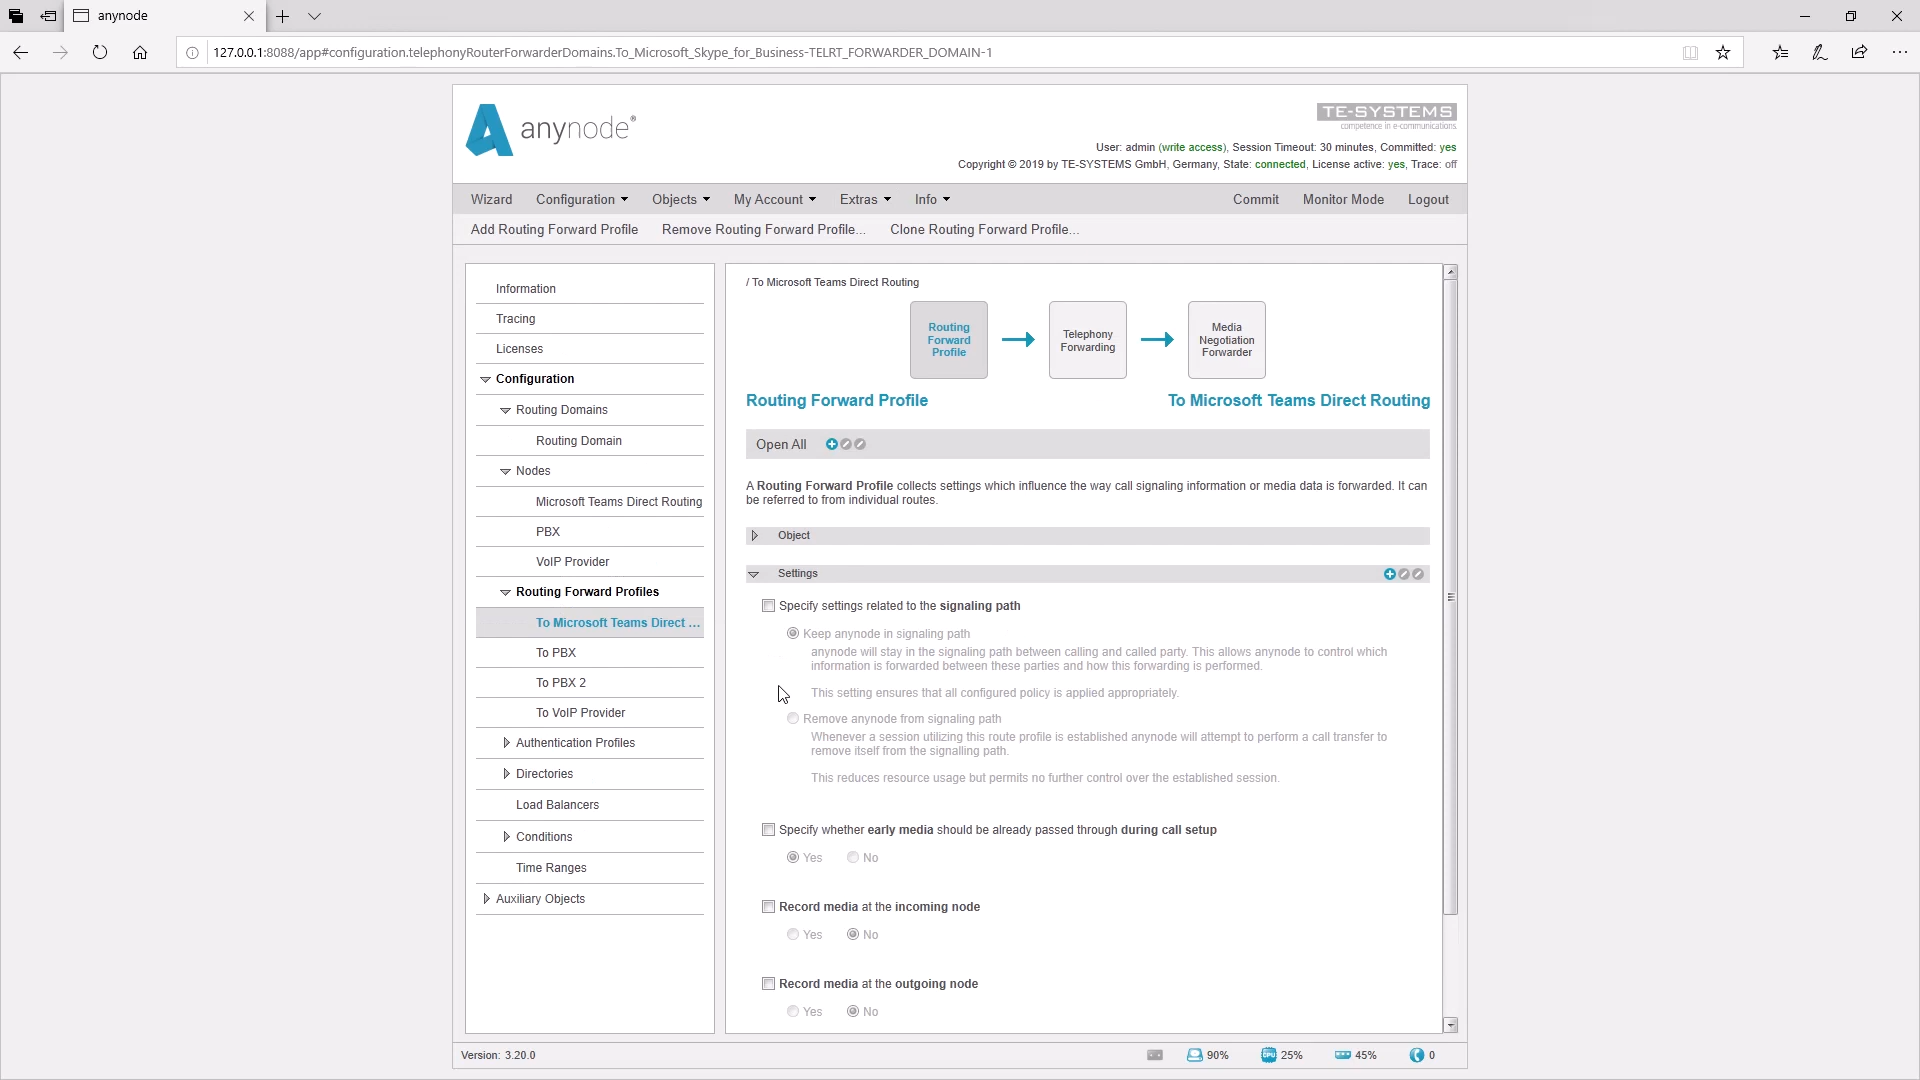 anynode
127.0.0.1:8088/app#configuration.telephonyRouterForwarderDomains.To_Microsoft_Skype_for_Business-TELRT_FORWARDER_DOMAIN-1
anynode®
TE-SYSTEMS
competence in e-communications.
User: admin (write access), Session Timeout: 30 minutes, Committed: yes
Copyright © 2019 by TE-SYSTEMS GmbH, Germany, State: connected, License active: yes, Trace: off
Wizard Configuration Objects My Account Extras Info Commit Monitor Mode Logout
Add Routing Forward Profile Remove Routing Forward Profile... Clone Routing Forward Profile...
Information
Tracing
Licenses
Configuration
Routing Domains
Routing Domain
Nodes
Microsoft Teams Direct Routing
PBX
VoIP Provider
Routing Forward Profiles
To Microsoft Teams Direct ...
To PBX
To PBX 2
To VoIP Provider
Authentication Profiles
Directories
Load Balancers
Conditions
Time Ranges
Auxiliary Objects
/ To Microsoft Teams Direct Routing
Routing
Forward
Profile
Telephony
Forwarding
Media
Negotiation
Forwarder
Routing Forward Profile To Microsoft Teams Direct Routing
Open All
A Routing Forward Profile collects settings which influence the way call signaling information or media data is forwarded. It can
be referred to from individual routes.
Object
Settings
Specify settings related to the signaling path
Keep anynode in signaling path
anynode will stay in the signaling path between calling and called party. This allows anynode to control which
information is forwarded between these parties and how this forwarding is performed.
This setting ensures that all configured policy is applied appropriately.
Remove anynode from signaling path
Whenever a session utilizing this route profile is established anynode will attempt to perform a call transfer to
remove itself from the signalling path.
This reduces resource usage but permits no further control over the established session.
Specify whether early media should be already passed through during call setup
Yes No
Record media at the incoming node
Yes No
Record media at the outgoing node
Yes No
Version: 3.20.0
90% CPU 25% 45% 0